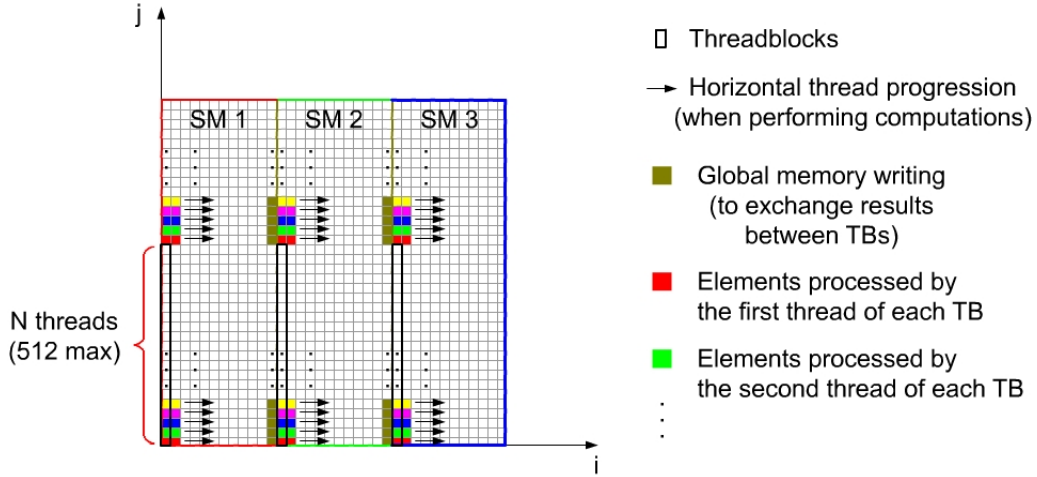 j
SM 1 SM 2 SM 3
N threads
(512 max)
i
Threadblocks
Horizontal thread progression
(when performing computations)
Global memory writing
(to exchange results
between TBs)
Elements processed by
the first thread of each TB
Elements processed by
the second thread of each TB